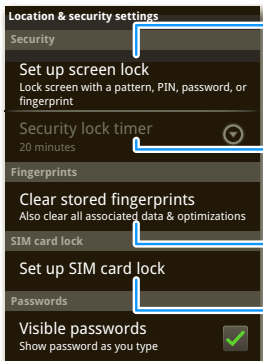 Location & security settings
Security
Set up screen lock
Lock screen with a pattern, PIN, password, or
fingerprint
Security lock timer
20 minutes
Fingerprints
Clear stored fingerprints
Also clear all associated data & optimizations
SIM card lock
Set up SIM card lock
Passwords
Visible passwords
Show password as you type